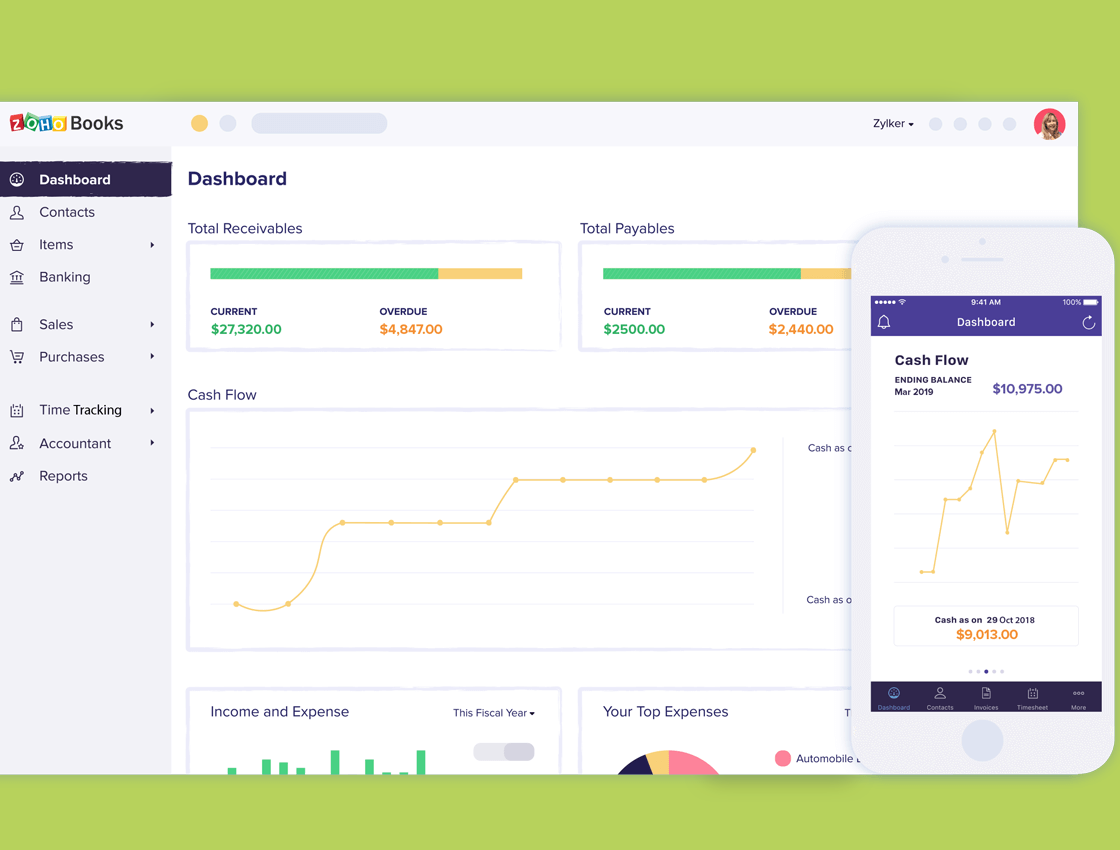 ZOHO Books
Zylker
Dashboard
Contacts
Items
Banking
Sales
Purchases
Time Tracking
Accountant
Reports
Dashboard
Total Receivables
CURRENT
$27,320.00
OVERDUE
$4,847.00
Total Payables
CURRENT
$2500.00
OVERDUE
$2,440.00
Cash Flow
Cash as o
Cash as o
Income and Expense
This Fiscal Year
Your Top Expenses
Automobile
9:41 AM
100%
Dashboard
Cash Flow
ENDING BALANCE
Mar 2019
$10,975.00
Cash as on 29 Oct 2018
$9,013.00
Dashboard
Contacts
Invoices
Timesheet
More